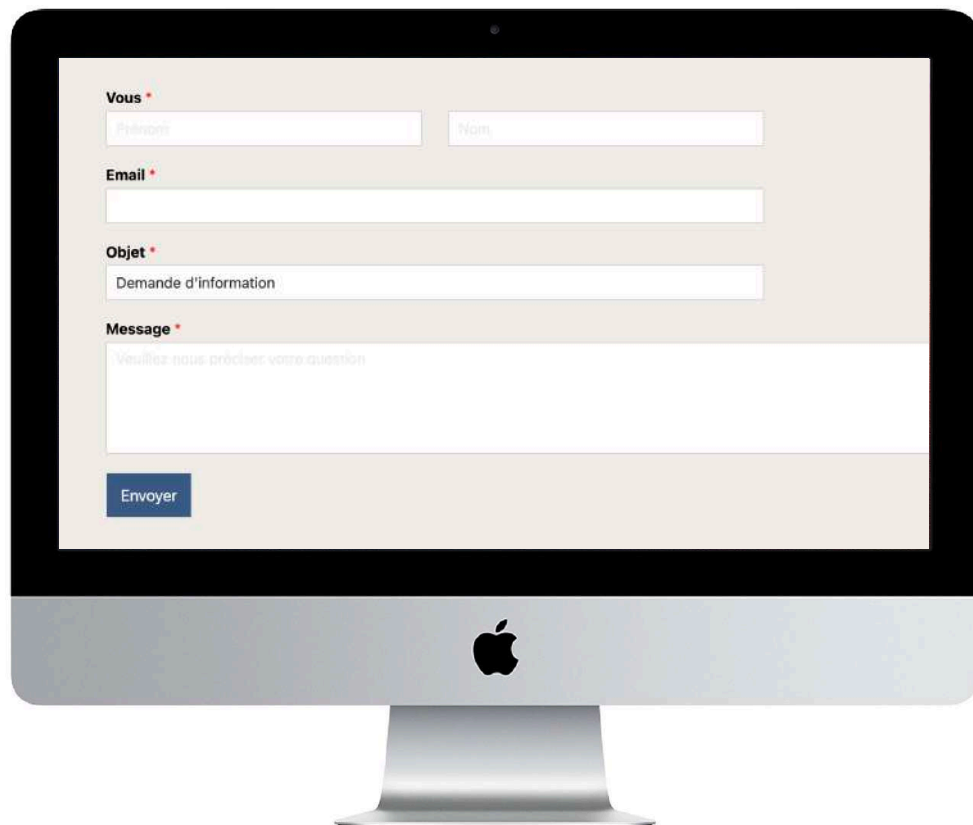 Vous *
Prénom Nom
Email *
Objet *
Demande d'information
Message *
Veuillez nous préciser votre question
Envoyer